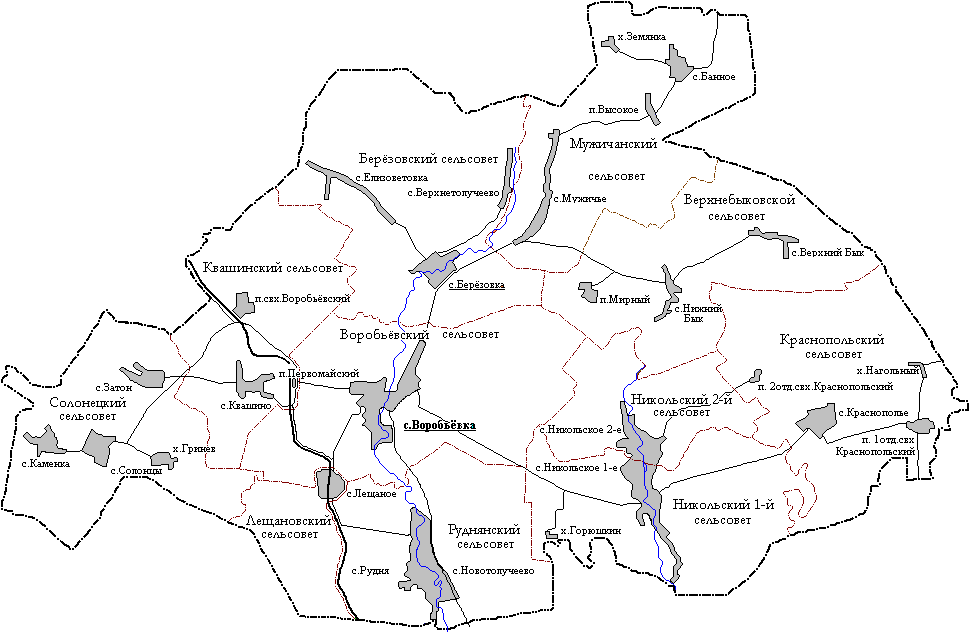 х.Землянка
с.Банное
п.Высокое
Мужичанский
сельсовет
Берёзовский сельсовет
с.Елизоветовка
с.Верхнетолучеево
с.Мужичье
Верхнебыковской
сельсовет
с.Верхний Бык
Квашинский сельсовет
п.свх.Воробьёвский
с.Берёзовка
п.Мирный
с.Нижний
Бык
Воробьёвский сельсовет
Краснопольский
сельсовет
х.Нагольный
п.Первомайский
п. 2отд.свх.Краснопольский
с.Затон
Солонецкий
сельсовет
с.Квашино
Никольский 2-й
сельсовет
с.Краснополье
с.Воробьёвка
с.Никольское 2-е
п. 1отд.свх
Краснопольский
х.Гринев
с.Каменка
с.Солонцы
с.Никольское 1-е
с.Лещаное
Лещановский
сельсовет
Руднянский
сельсовет
х.Горюшкин
Никольский 1-й
сельсовет
с.Рудня
с.Новотолучеево